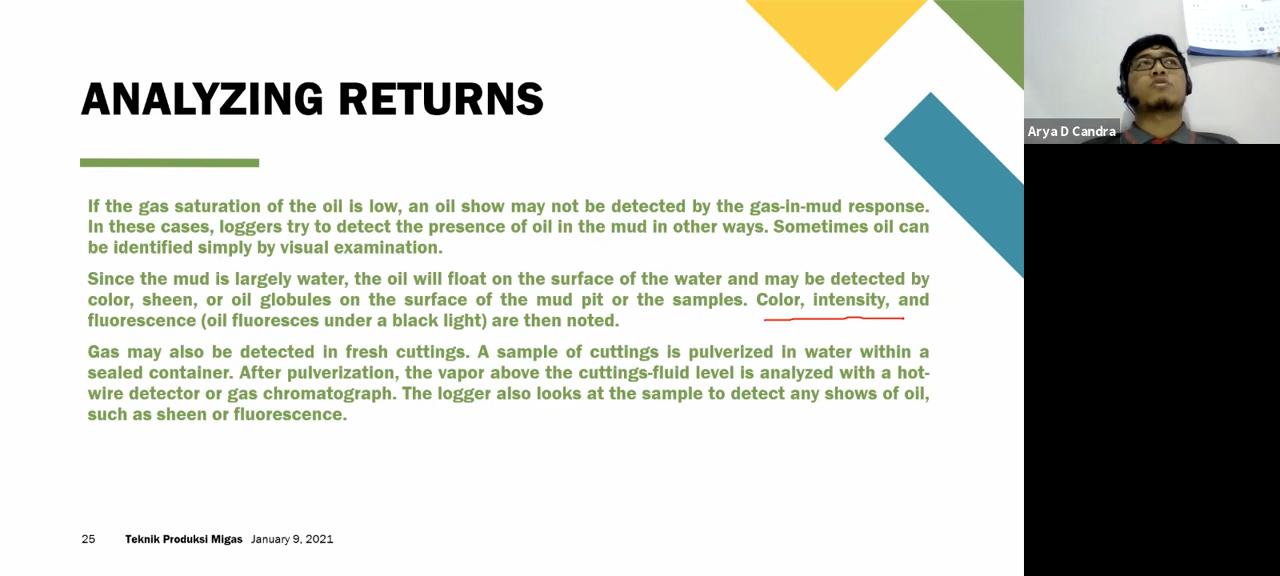 ANALYZING RETURNS
If the gas saturation of the oil is low, an oil show may not be detected by the gas-in-mud response.
In these cases, loggers try to detect the presence of oil in the mud in other ways. Sometimes oil can
be identified simply by visual examination.
Since the mud is largely water, the oil will float on the surface of the water and may be detected by
color, sheen, or oil globules on the surface of the mud pit or the samples. Color, intensity, and
fluorescence (oil fluoresces under a black light) are then noted.
Gas may also be detected in fresh cuttings. A sample of cuttings is pulverized in water within a
sealed container. After pulverization, the vapor above the cuttings-fluid level is analyzed with a hot-
wire detector or gas chromatograph. The logger also looks at the sample to detect any shows of oil,
such as sheen or fluorescence.
25 Teknik Produksi Migas January 9, 2021
Arya D Candra